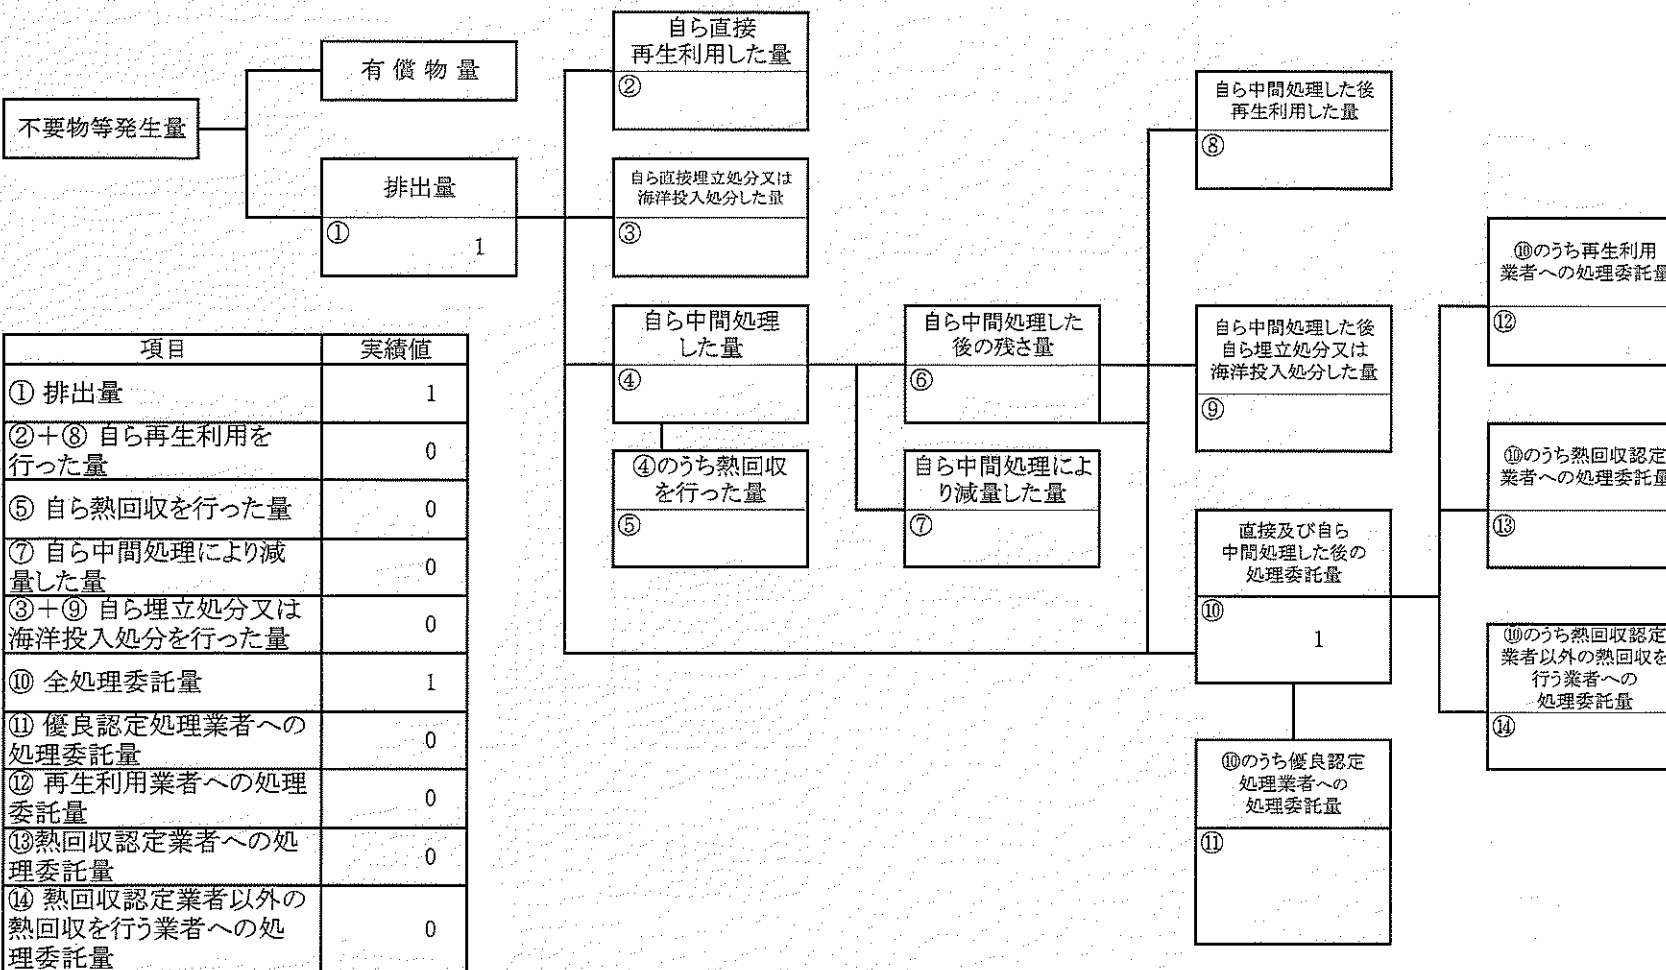 不要物等発生量
有償物量
排出量
①
1
自ら直接
再生利用した量
②
自ら直接埋立処分又は
海洋投入処分した量
③
自ら中間処理
した量
④
④のうち熱回収
を行った量
⑤
自ら中間処理した
後の残さ量
⑥
自ら中間処理によ
り減量した量
⑦
自ら中間処理した後
再生利用した量
⑧
自ら中間処理した後
自ら埋立処分又は
海洋投入処分した量
⑨
直接及び自ら
中間処理した後の
処理委託量
⑩
1
⑩のうち優良認定
処理業者への
処理委託量
⑪
⑩のうち再生利用
業者への処理委託量
⑫
⑩のうち熱回収認定
業者への処理委託量
⑬
⑩のうち熱回収認定
業者以外の熱回収を
行う業者への
処理委託量
⑭
項目 実績値
① 排出量 1
②+⑧ 自ら再生利用を
行った量 0
⑤ 自ら熱回収を行った量 0
⑦ 自ら中間処理により減
量した量 0
③+⑨ 自ら埋立処分又は
海洋投入処分を行った量 0
⑩ 全処理委託量 1
⑪ 優良認定処理業者への
処理委託量 0
⑫ 再生利用業者への処理
委託量 0
⑬熱回収認定業者への処
理委託量 0
⑭ 熱回収認定業者以外の
熱回収を行う業者への処
理委託量 0